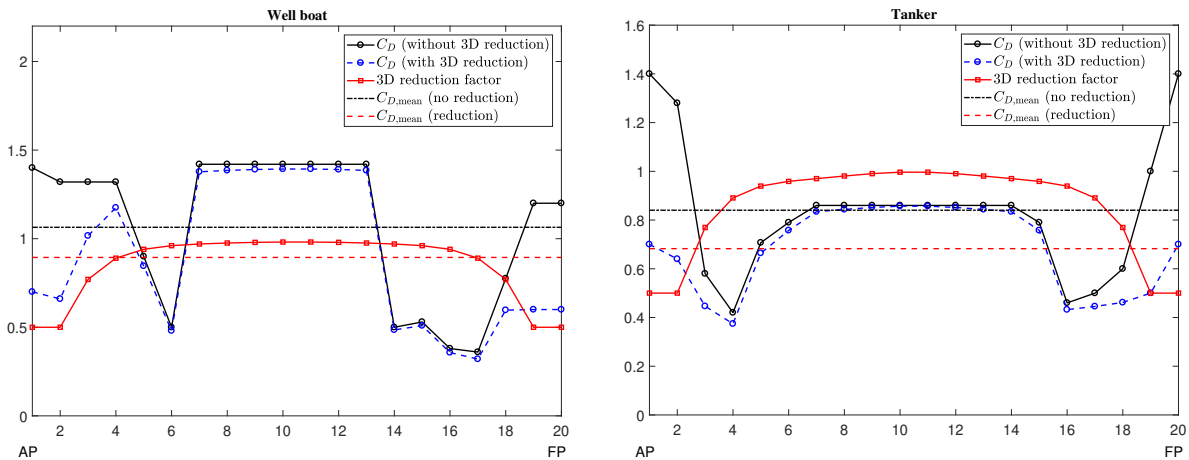 Well boat
C_D (without 3D reduction)
C_D (with 3D reduction)
3D reduction factor
C_D,mean (no reduction)
C_D,mean (reduction)
2
1.5
1
0.5
0
2 4 6 8 10 12 14 16 18 20
AP FP
Tanker
C_D (without 3D reduction)
C_D (with 3D reduction)
3D reduction factor
C_D,mean (no reduction)
C_D,mean (reduction)
1.6
1.4
1.2
1
0.8
0.6
0.4
0.2
0
2 4 6 8 10 12 14 16 18 20
AP FP